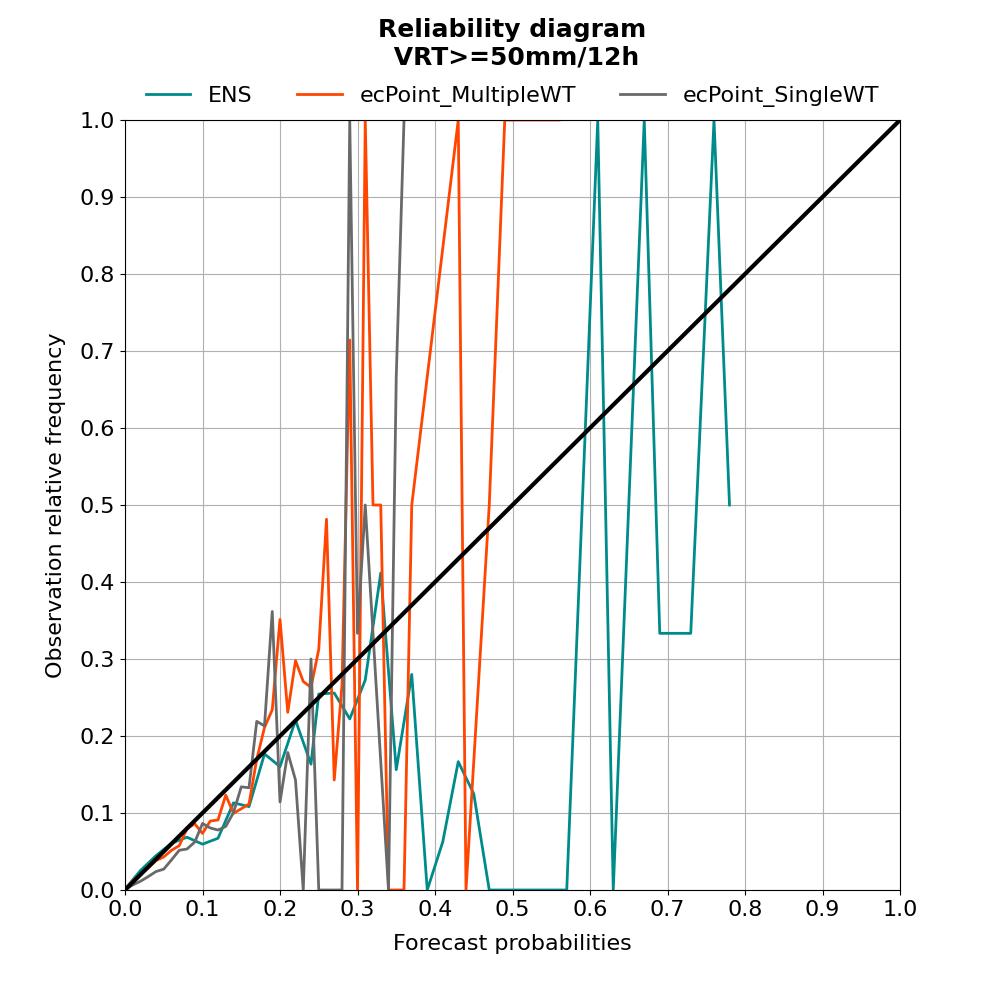 Reliability diagram
VRT>=50mm/12h
ENS ecPoint_MultipleWT ecPoint_SingleWT
1.0
0.9
0.8
0.7
0.6
0.5
0.4
0.3
0.2
0.1
0.0
Observation relative frequency
0.0 0.1 0.2 0.3 0.4 0.5 0.6 0.7 0.8 0.9 1.0
Forecast probabilities